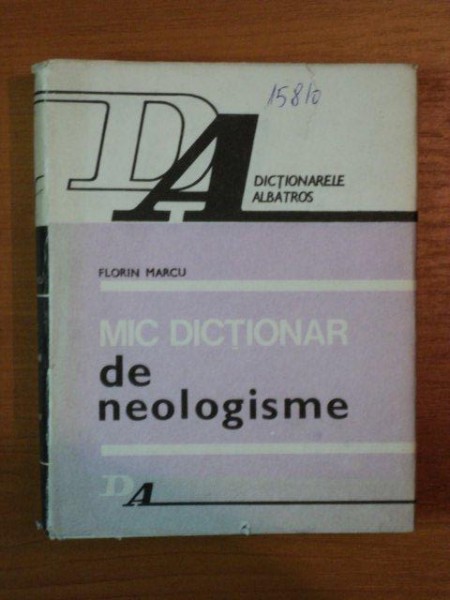 15810
DA
DICȚIONARELE
ALBATROS
FLORIN MARCU
MIC DICȚIONAR
de
neologisme
DA